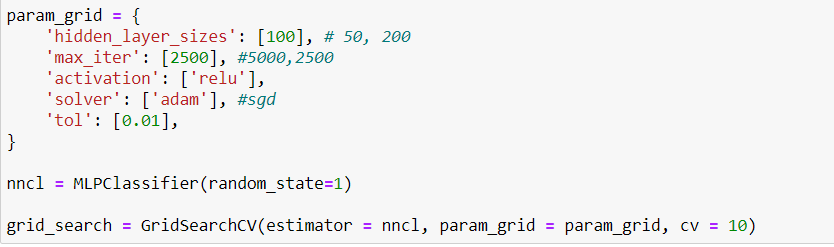 param_grid = {
    'hidden_layer_sizes': [100], # 50, 200
    'max_iter': [2500], #5000,2500
    'activation': ['relu'],
    'solver': ['adam'], #sgd
    'tol': [0.01],
}
nncl = MLPClassifier(random_state=1)
grid_search = GridSearchCV(estimator = nncl, param_grid = param_grid, cv = 10)